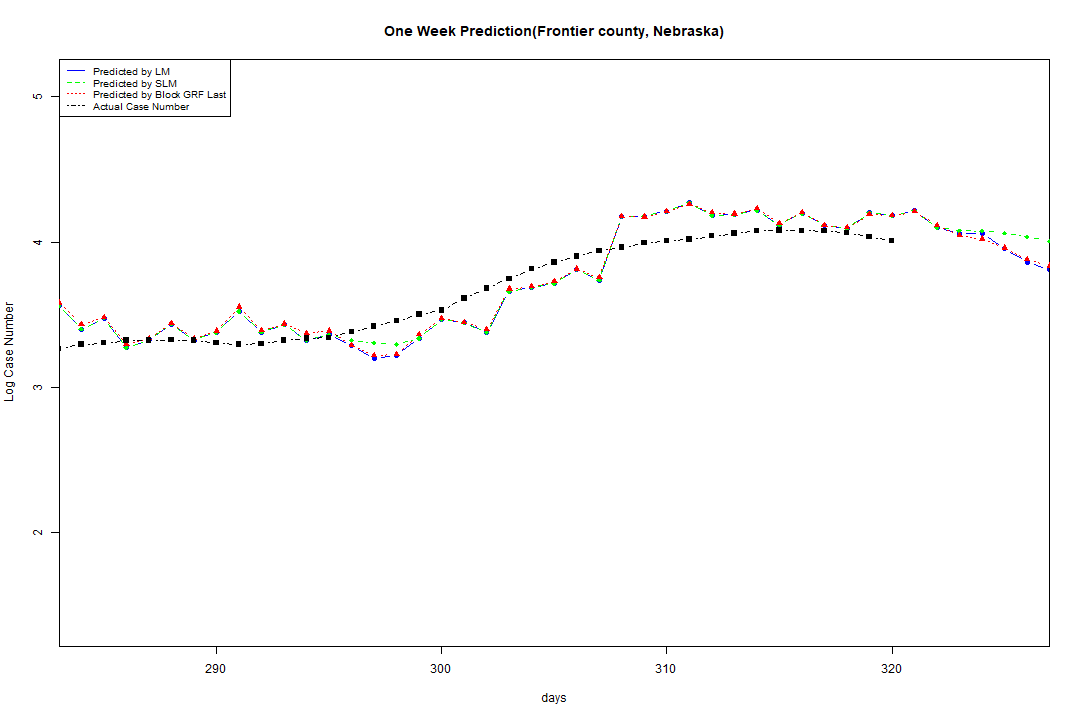 One Week Prediction(Frontier county, Nebraska)
Predicted by LM
Predicted by SLM
Predicted by Block GRF Last
Actual Case Number
5
4
3
2
Log Case Number
290 300 310 320
days